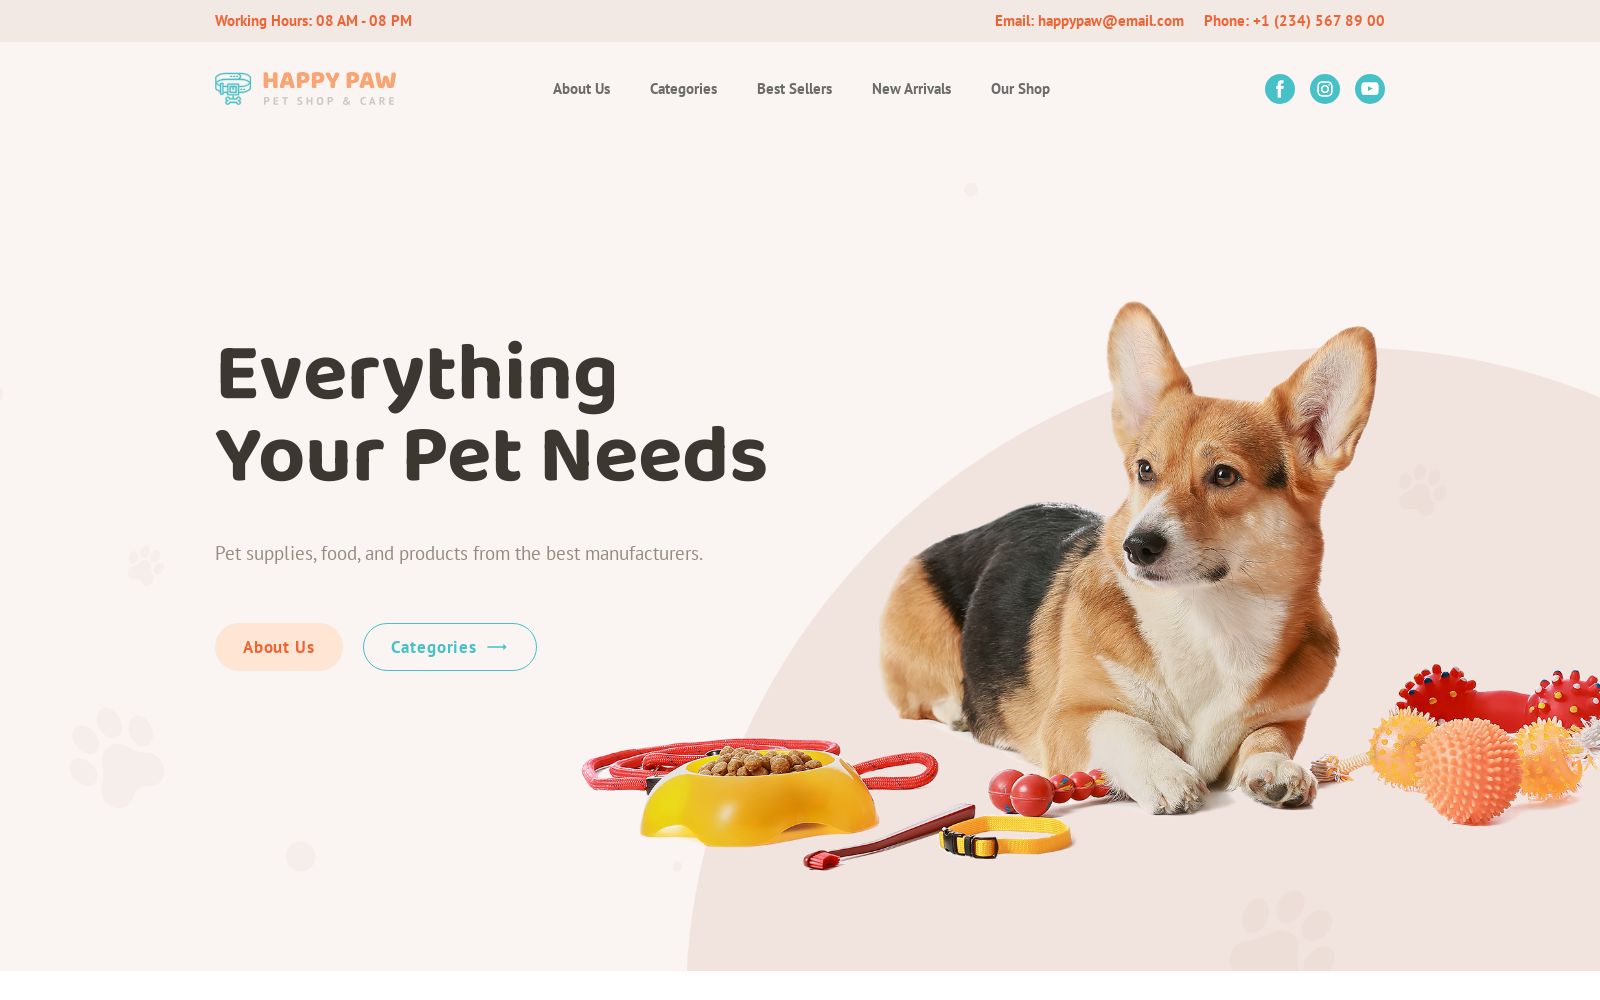 Working Hours: 08 AM - 08 PM
Email: happypaw@email.com
Phone: +1 (234) 567 89 00
HAPPY PAW
PET SHOP & CARE
About Us
Categories
Best Sellers
New Arrivals
Our Shop
Everything
Your Pet Needs
Pet supplies, food, and products from the best manufacturers.
About Us
Categories